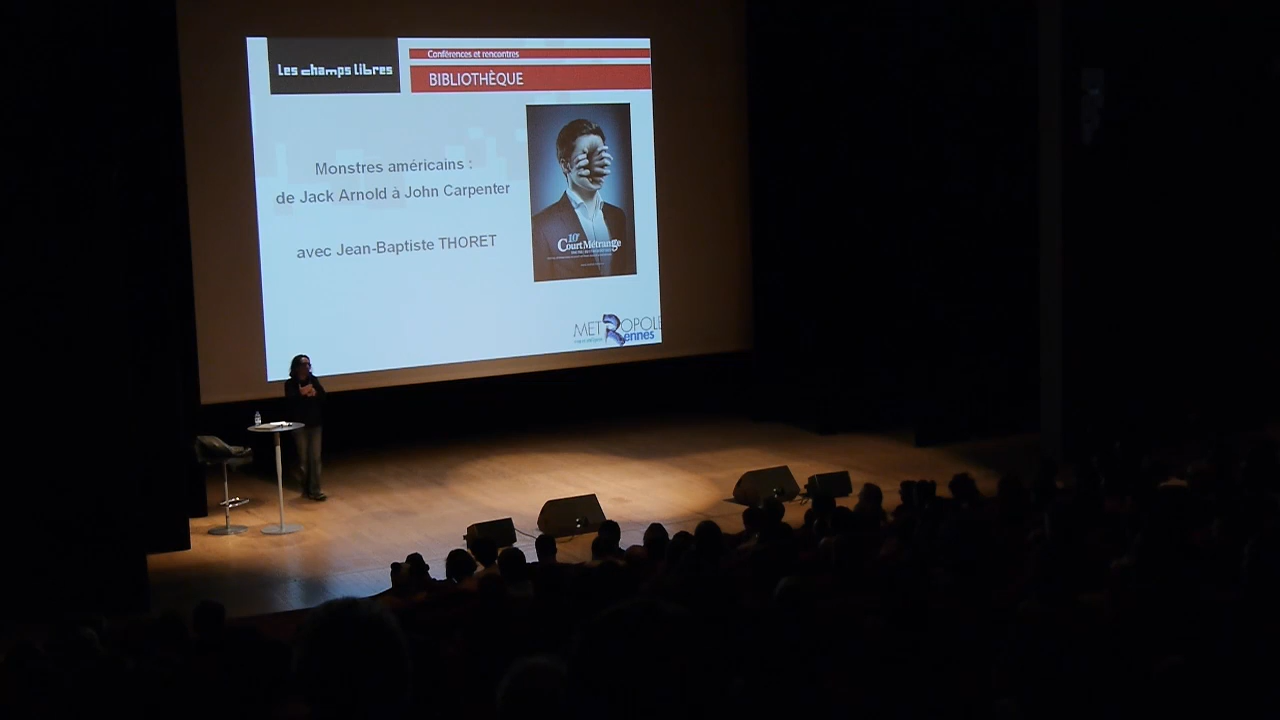 Les champs libres
Conférences et rencontres
BIBLIOTHÈQUE
Monstres américains :
de Jack Arnold à John Carpenter
avec Jean-Baptiste THORET
10e
Court Métrange
METROPOLE
Rennes